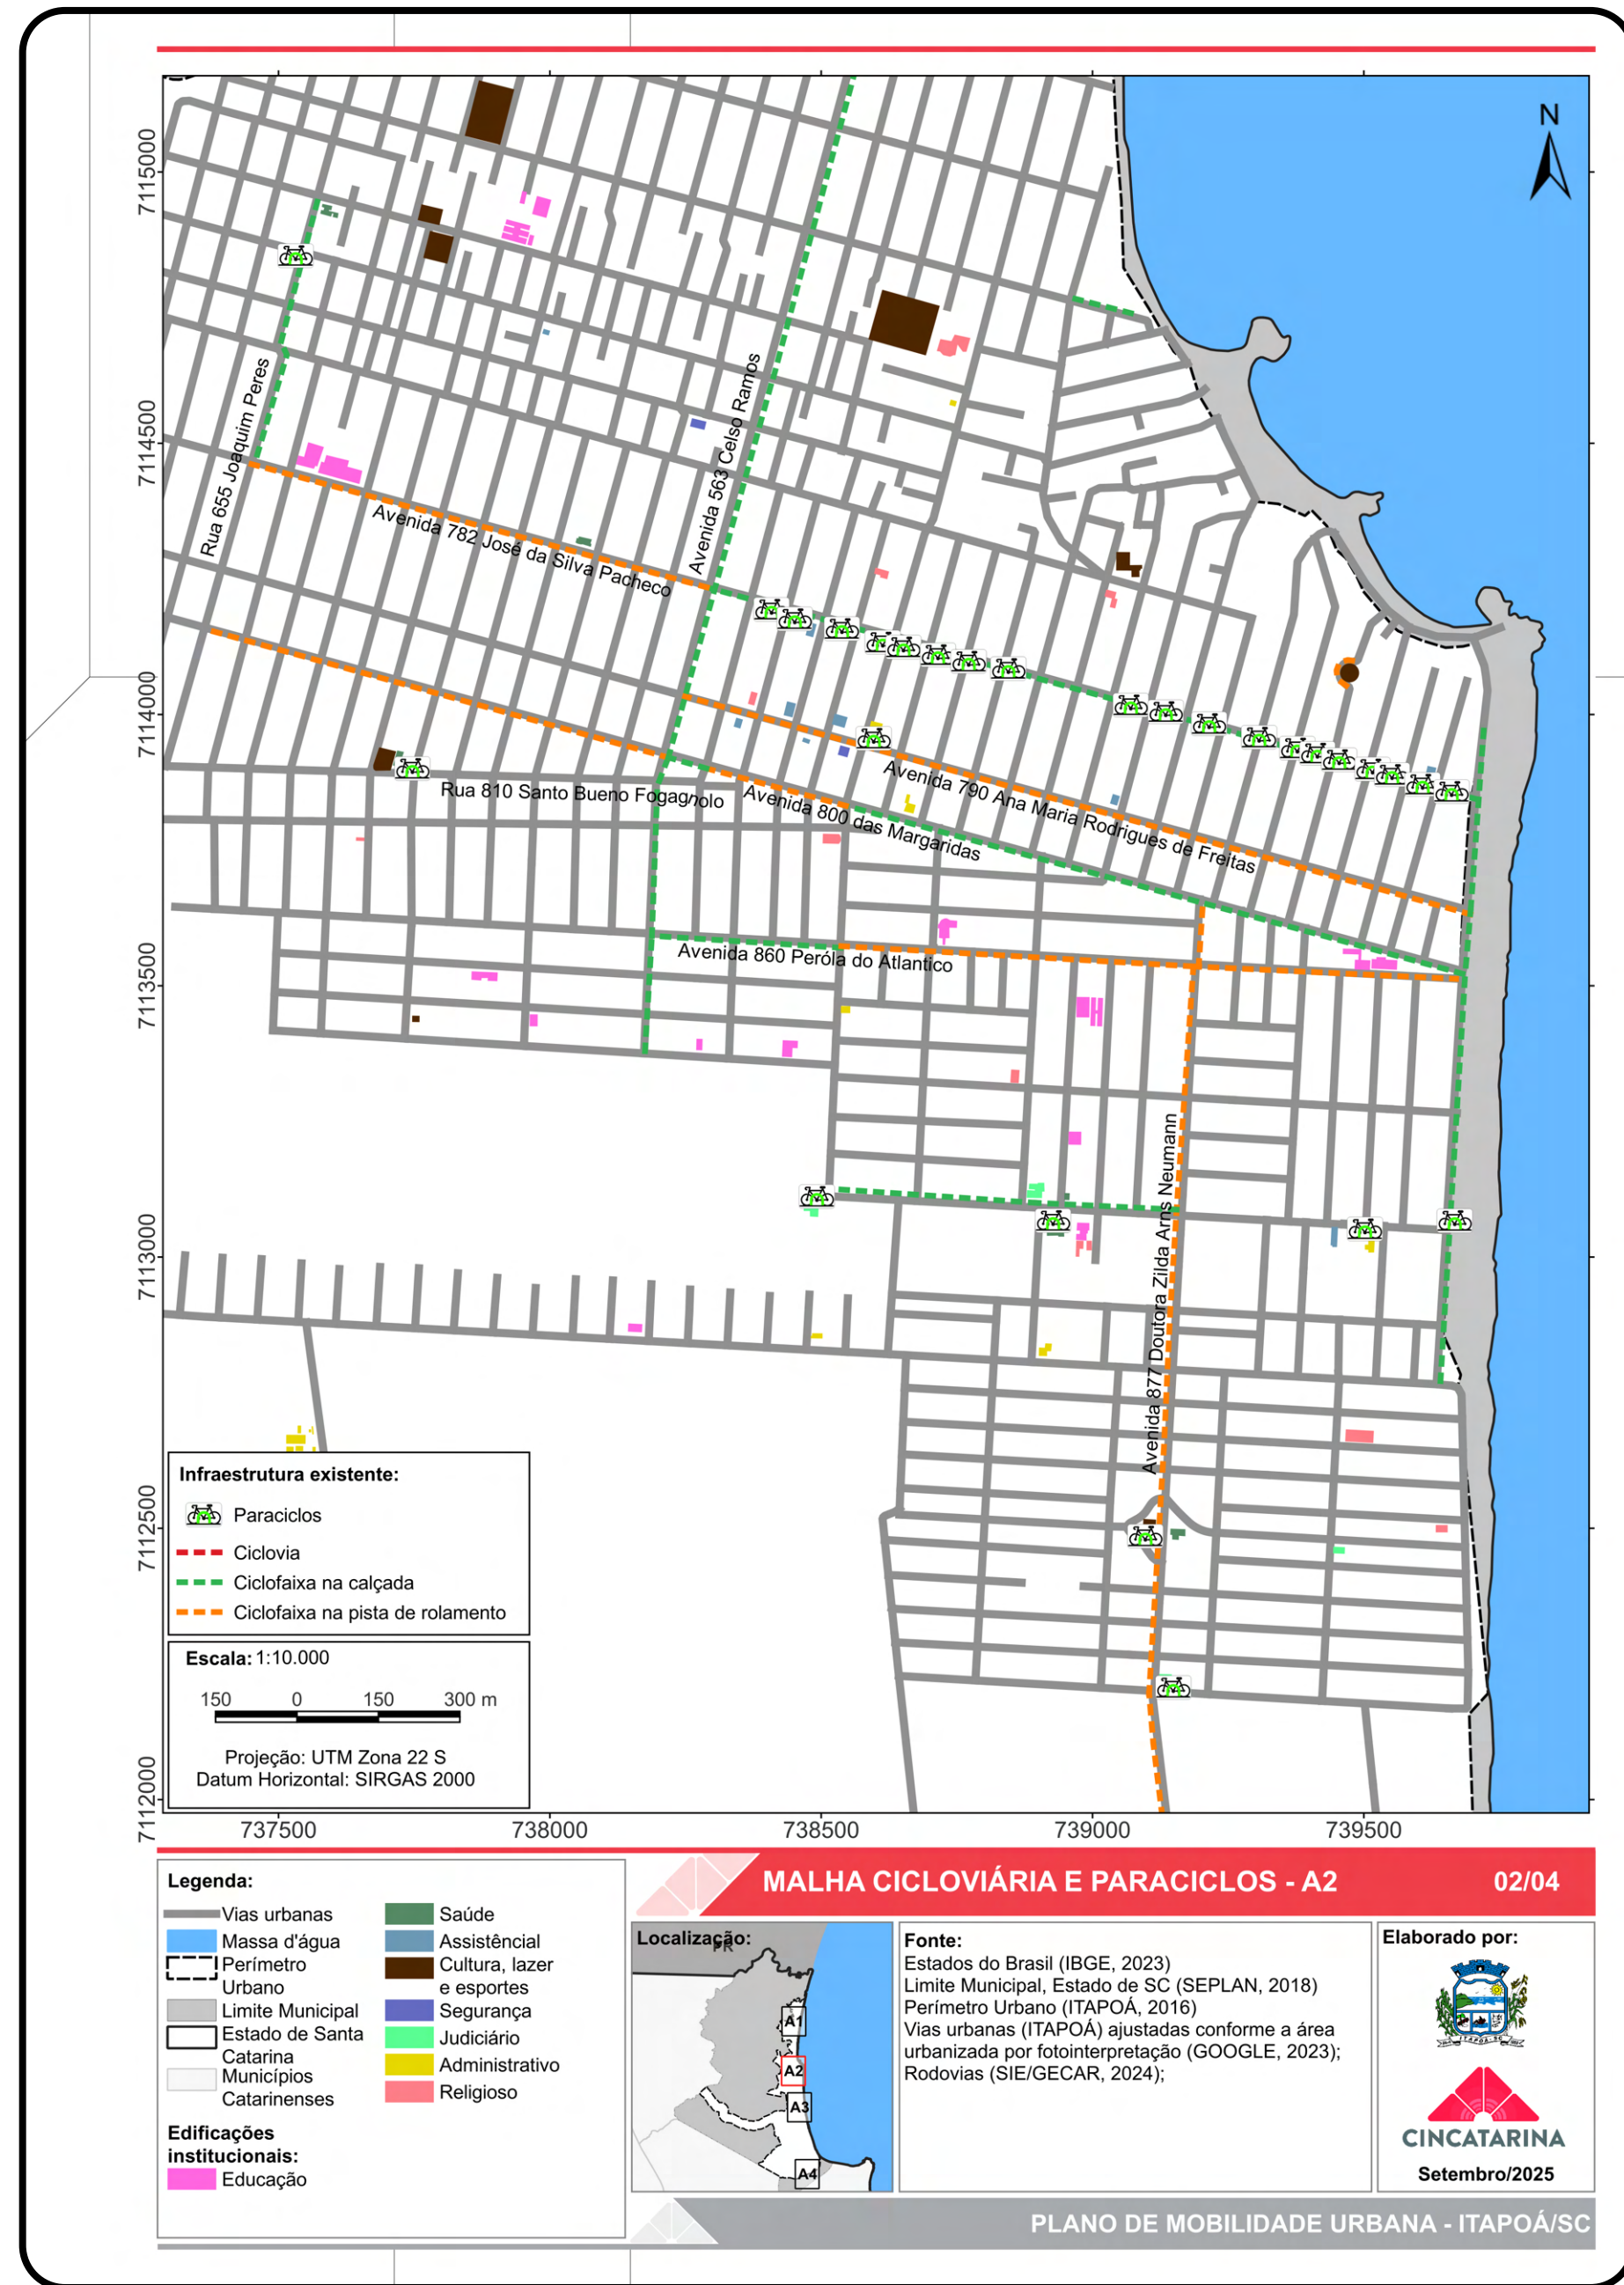 N
7115000
7114500
7114000
7113500
7113000
7112500
7112000
Rua 655 Joaquim Peres
Avenida 563 Celso Ramos
Avenida 782 José da Silva Pacheco
Avenida 790 Ana Maria Rodrigues de Freitas
Rua 810 Santo Bueno Fogagnolo
Avenida 800 das Margaridas
Avenida 860 Peróla do Atlantico
Avenida 877 Doutora Zilda Arns Neumann
Infraestrutura existente:
Paraciclos
Ciclovia
Ciclofaixa na calçada
Ciclofaixa na pista de rolamento
Escala: 1:10.000
150 0 150 300 m
Projeção: UTM Zona 22 S
Datum Horizontal: SIRGAS 2000
737500 738000 738500 739000 739500
MALHA CICLOVIÁRIA E PARACICLOS - A2 02/04
Legenda:
Vias urbanas
Massa d'água
Perímetro
Urbano
Limite Municipal
Estado de Santa
Catarina
Municípios
Catarinenses
Edificações
institucionais:
Educação
Saúde
Assistêncial
Cultura, lazer
e esportes
Segurança
Judiciário
Administrativo
Religioso
Localização:
PR
A1
A2
A3
A4
Fonte:
Estados do Brasil (IBGE, 2023)
Limite Municipal, Estado de SC (SEPLAN, 2018)
Perímetro Urbano (ITAPOÁ, 2016)
Vias urbanas (ITAPOÁ) ajustadas conforme a área
urbanizada por fotointerpretação (GOOGLE, 2023);
Rodovias (SIE/GECAR, 2024);
Elaborado por:
ITAPOÁ-SC
CINCATARINA
Setembro/2025
PLANO DE MOBILIDADE URBANA - ITAPOÁ/SC